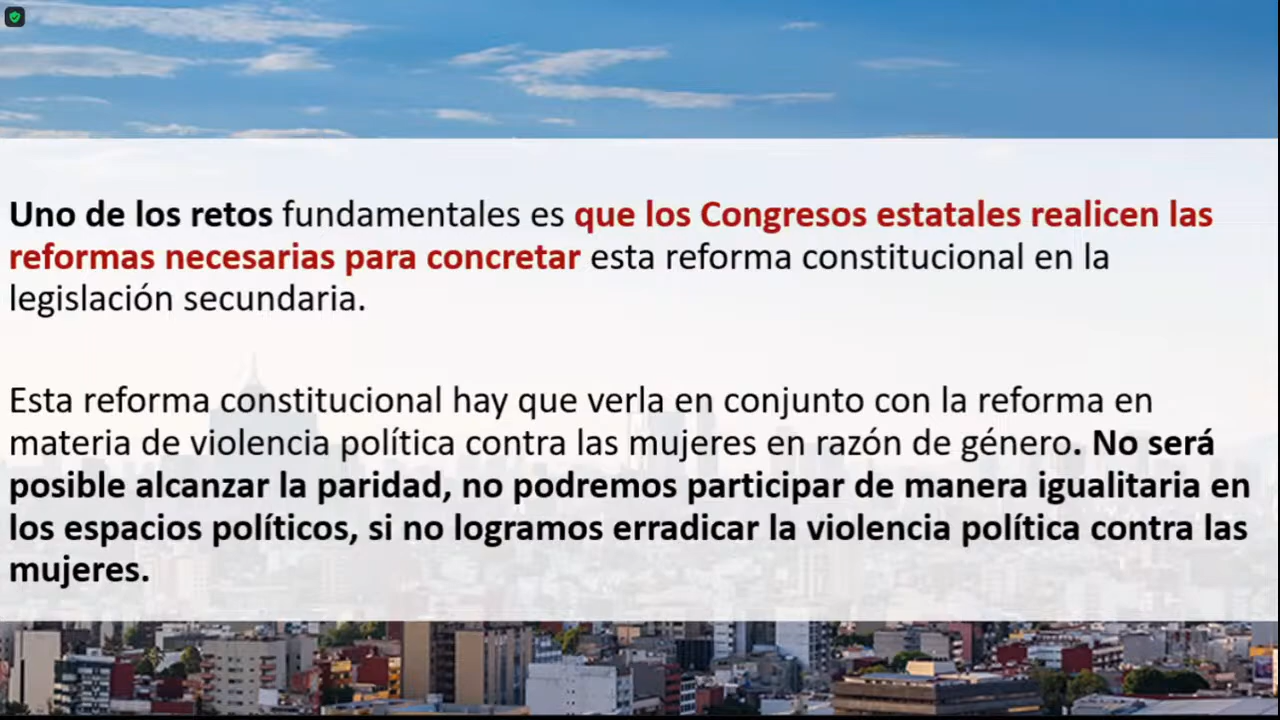 Uno de los retos fundamentales es que los Congresos estatales realicen las
reformas necesarias para concretar esta reforma constitucional en la
legislación secundaria.
Esta reforma constitucional hay que verla en conjunto con la reforma en
materia de violencia política contra las mujeres en razón de género. No será
posible alcanzar la paridad, no podremos participar de manera igualitaria en
los espacios políticos, si no logramos erradicar la violencia política contra las
mujeres.